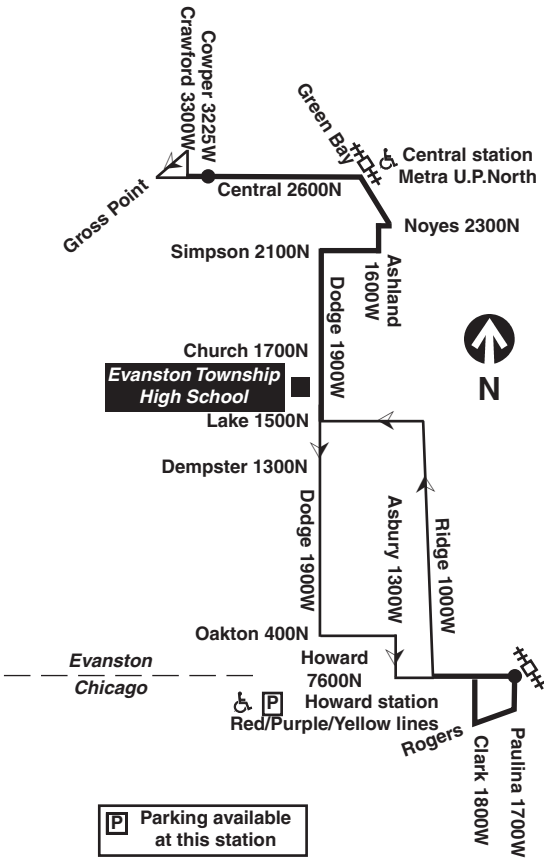 Cowper 3225W
Crawford 3300W
Green Bay
Central station
Metra U.P.North
Central 2600N
Gross Point
Noyes 2300N
Simpson 2100N
Ashland
1600W
Dodge 1900W
Church 1700N
Evanston Township
High School
N
Lake 1500N
Dempster 1300N
Dodge 1900W
Asbury 1300W
Ridge 1000W
Oakton 400N
Evanston
Chicago
Howard
7600N
P Howard station
Red/Purple/Yellow lines
Rogers
Clark 1800W
Paulina 1700W
P Parking available
at this station